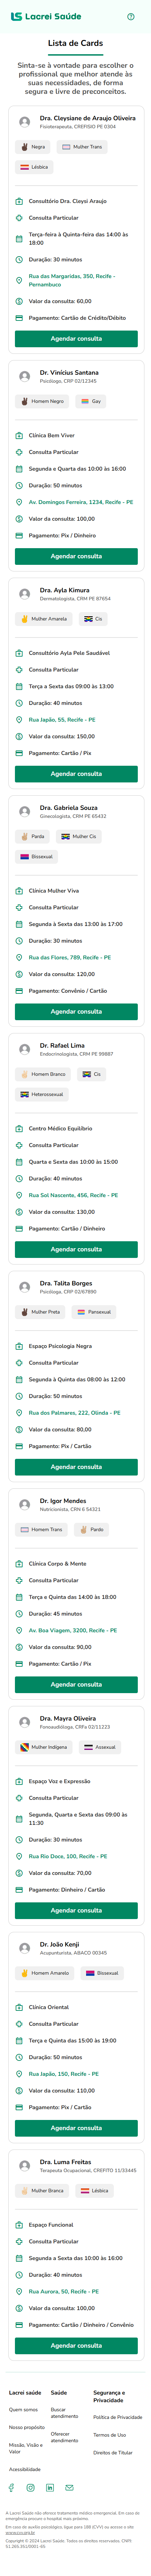 Lacrei Saúde
Lista de Cards
Sinta-se à vontade para escolher o
profissional que melhor atende às
suas necessidades, de forma
segura e livre de preconceitos.
Dra. Cleysiane de Araujo Oliveira
Fisioterapeuta, CREFISIO PE 0304
Negra
Mulher Trans
Lésbica
Consultório Dra. Cleysi Araujo
Consulta Particular
Terça-feira à Quinta-feira das 14:00 às
18:00
Duração: 30 minutos
Rua das Margaridas, 350, Recife -
Pernambuco
Valor da consulta: 60,00
Pagamento: Cartão de Crédito/Débito
Agendar consulta
Dr. Vinícius Santana
Psicólogo, CRP 02/12345
Homem Negro
Gay
Clínica Bem Viver
Consulta Particular
Segunda e Quarta das 10:00 às 16:00
Duração: 50 minutos
Av. Domingos Ferreira, 1234, Recife - PE
Valor da consulta: 100,00
Pagamento: Pix / Dinheiro
Agendar consulta
Dra. Ayla Kimura
Dermatologista, CRM PE 87654
Mulher Amarela
Cis
Consultório Ayla Pele Saudável
Consulta Particular
Terça a Sexta das 09:00 às 13:00
Duração: 40 minutos
Rua Japão, 55, Recife - PE
Valor da consulta: 150,00
Pagamento: Cartão / Pix
Agendar consulta
Dra. Gabriela Souza
Ginecologista, CRM PE 65432
Parda
Mulher Cis
Bissexual
Clínica Mulher Viva
Consulta Particular
Segunda à Sexta das 13:00 às 17:00
Duração: 30 minutos
Rua das Flores, 789, Recife - PE
Valor da consulta: 120,00
Pagamento: Convênio / Cartão
Agendar consulta
Dr. Rafael Lima
Endocrinologista, CRM PE 99887
Homem Branco
Cis
Heterossexual
Centro Médico Equilíbrio
Consulta Particular
Quarta e Sexta das 10:00 às 15:00
Duração: 40 minutos
Rua Sol Nascente, 456, Recife - PE
Valor da consulta: 130,00
Pagamento: Cartão / Dinheiro
Agendar consulta
Dra. Talita Borges
Psicóloga, CRP 02/67890
Mulher Preta
Pansexual
Espaço Psicologia Negra
Consulta Particular
Segunda à Quinta das 08:00 às 12:00
Duração: 50 minutos
Rua dos Palmares, 222, Olinda - PE
Valor da consulta: 80,00
Pagamento: Pix / Cartão
Agendar consulta
Dr. Igor Mendes
Nutricionista, CRN 6 54321
Homem Trans
Pardo
Clínica Corpo & Mente
Consulta Particular
Terça e Quinta das 14:00 às 18:00
Duração: 45 minutos
Av. Boa Viagem, 3200, Recife - PE
Valor da consulta: 90,00
Pagamento: Cartão / Pix
Agendar consulta
Dra. Mayra Oliveira
Fonoaudióloga, CRFa 02/11223
Mulher Indígena
Assexual
Espaço Voz e Expressão
Consulta Particular
Segunda, Quarta e Sexta das 09:00 às
11:30
Duração: 30 minutos
Rua Rio Doce, 100, Recife - PE
Valor da consulta: 70,00
Pagamento: Dinheiro / Cartão
Agendar consulta
Dr. João Kenji
Acupunturista, ABACO 00345
Homem Amarelo
Bissexual
Clínica Oriental
Consulta Particular
Terça e Quinta das 15:00 às 19:00
Duração: 50 minutos
Rua Japão, 150, Recife - PE
Valor da consulta: 110,00
Pagamento: Pix / Cartão
Agendar consulta
Dra. Luma Freitas
Terapeuta Ocupacional, CREFITO 11/33445
Mulher Branca
Lésbica
Espaço Funcional
Consulta Particular
Segunda a Sexta das 10:00 às 16:00
Duração: 40 minutos
Rua Aurora, 50, Recife - PE
Valor da consulta: 100,00
Pagamento: Cartão / Dinheiro / Convênio
Agendar consulta
Lacrei saúde
Quem somos
Nosso propósito
Missão, Visão e
Valor
Acessibilidade
Saúde
Buscar
atendimento
Oferecer
atendimento
Segurança e
Privacidade
Política de Privacidade
Termos de Uso
Direitos de Titular
A Lacrei Saúde não oferece tratamento médico emergencial. Em caso de
emergência procure o hospital mais próximo.
Em caso de auxílio psicológico, ligue para 188 (CVV) ou acesse o site
www.cvv.org.br
Copyright © 2024 Lacrei Saúde. Todos os direitos reservados. CNPJ: